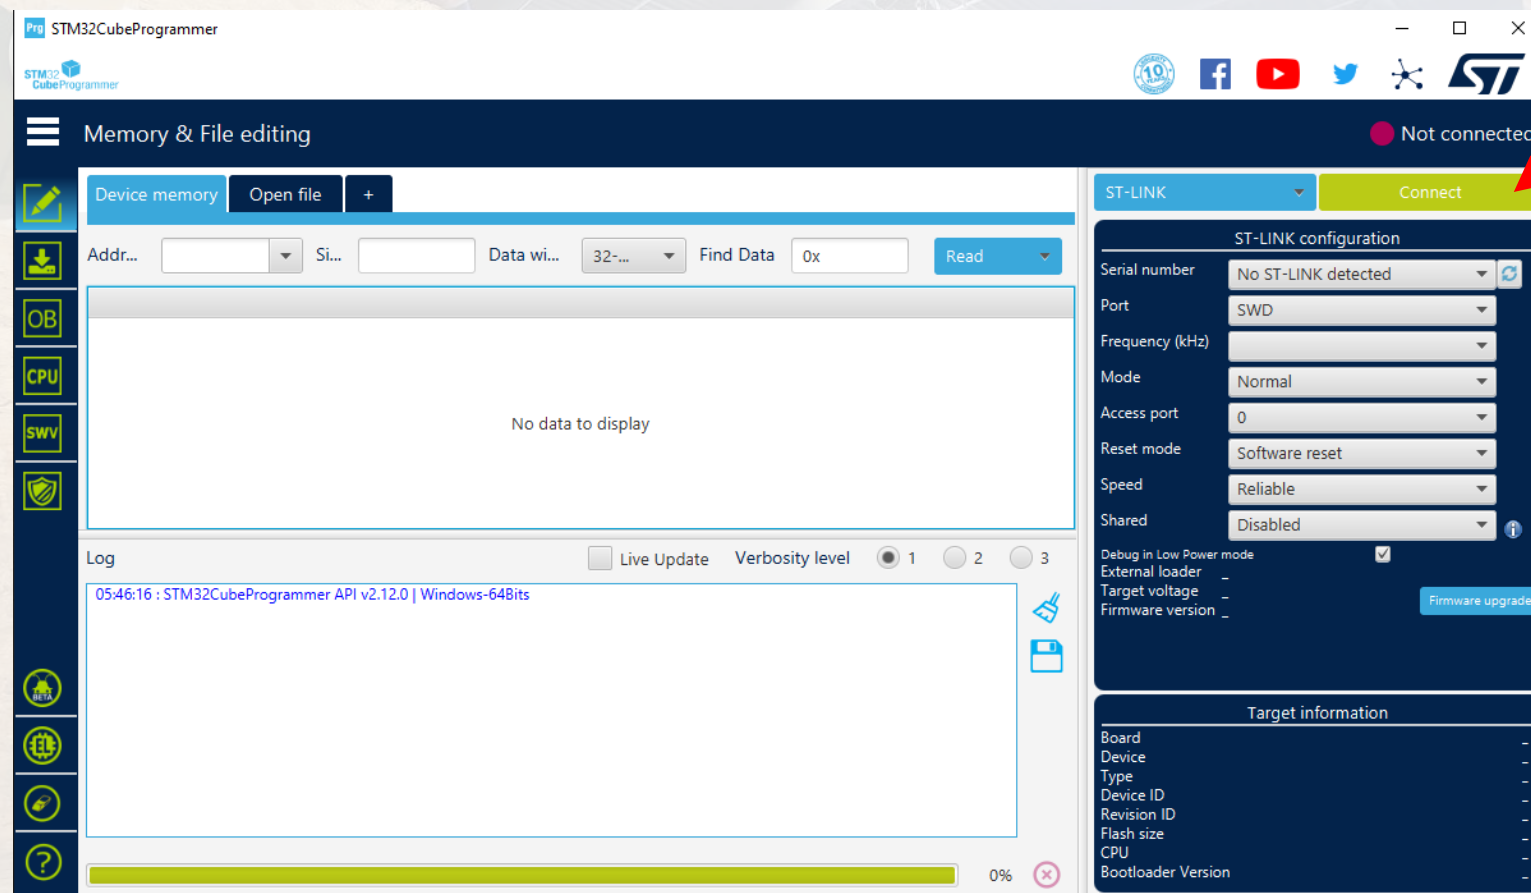 Prg STM32CubeProgrammer
STM32
CubeProgrammer
10
Memory & File editing
Not connected
Device memory Open file +
ST-LINK Connect
Addr... Si... Data wi... 32-... Find Data 0x Read
ST-LINK configuration
Serial number No ST-LINK detected
Port SWD
Frequency (kHz)
Mode Normal
Access port 0
Reset mode Software reset
Speed Reliable
Shared Disabled
Debug in Low Power mode
External loader _
Target voltage _
Firmware version _
Firmware upgrade
OB
CPU
SWV
No data to display
Log Live Update Verbosity level 1 2 3
05:46:16 : STM32CubeProgrammer API v2.12.0 | Windows-64Bits
BETA
EL
?
0%
Target information
Board _
Device _
Type _
Device ID _
Revision ID _
Flash size _
CPU _
Bootloader Version _